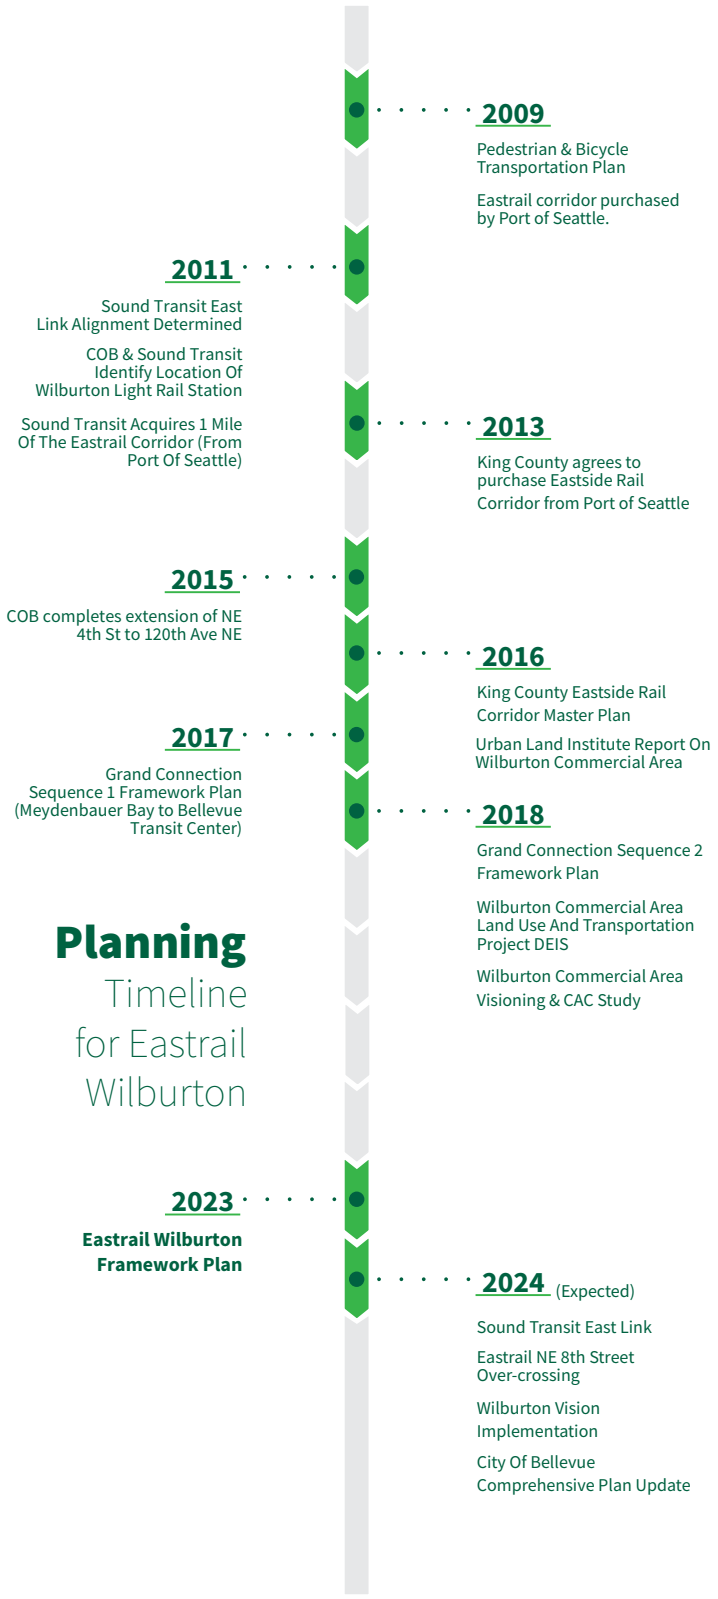 2009
Pedestrian & Bicycle
Transportation Plan
Eastrail corridor purchased
by Port of Seattle.
2011
Sound Transit East
Link Alignment Determined
COB & Sound Transit
Identify Location Of
Wilburton Light Rail Station
Sound Transit Acquires 1 Mile
Of The Eastrail Corridor (From
Port Of Seattle)
2013
King County agrees to
purchase Eastside Rail
Corridor from Port of Seattle
2015
COB completes extension of NE
4th St to 120th Ave NE
2016
King County Eastside Rail
Corridor Master Plan
Urban Land Institute Report On
Wilburton Commercial Area
2017
Grand Connection
Sequence 1 Framework Plan
(Meydenbauer Bay to Bellevue
Transit Center)
2018
Grand Connection Sequence 2
Framework Plan
Wilburton Commercial Area
Land Use And Transportation
Project DEIS
Wilburton Commercial Area
Visioning & CAC Study
Planning
Timeline
for Eastrail
Wilburton
2023
Eastrail Wilburton
Framework Plan
2024 (Expected)
Sound Transit East Link
Eastrail NE 8th Street
Over-crossing
Wilburton Vision
Implementation
City Of Bellevue
Comprehensive Plan Update